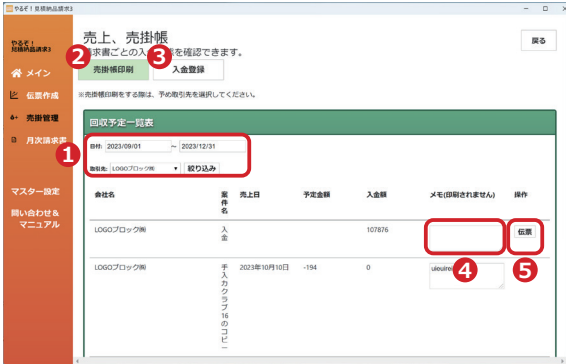 やるぞ！見積納品請求3
やるぞ！
見積納品請求3
メイン
伝票作成
売掛管理
月次請求書
マスター設定
問い合わせ＆
マニュアル
売上、売掛帳
戻る
請求書ごとの入 態を確認できます。
2
3
売掛帳印刷
入金登録
※売掛帳印刷をする際は、予め取引先を選択してください。
回収予定一覧表
1
日付: 2023/09/01 ～ 2023/12/31
取引先: LOGOブロック㈱ 絞り込み
会社名 案件名 売上日 予定金額 入金額 メモ(印刷されません) 操作
LOGOブロック㈱ 入金 107876 伝票
4
5
LOGOブロック㈱ 手入力クラブ16のコピー 2023年10月10日 -194 0